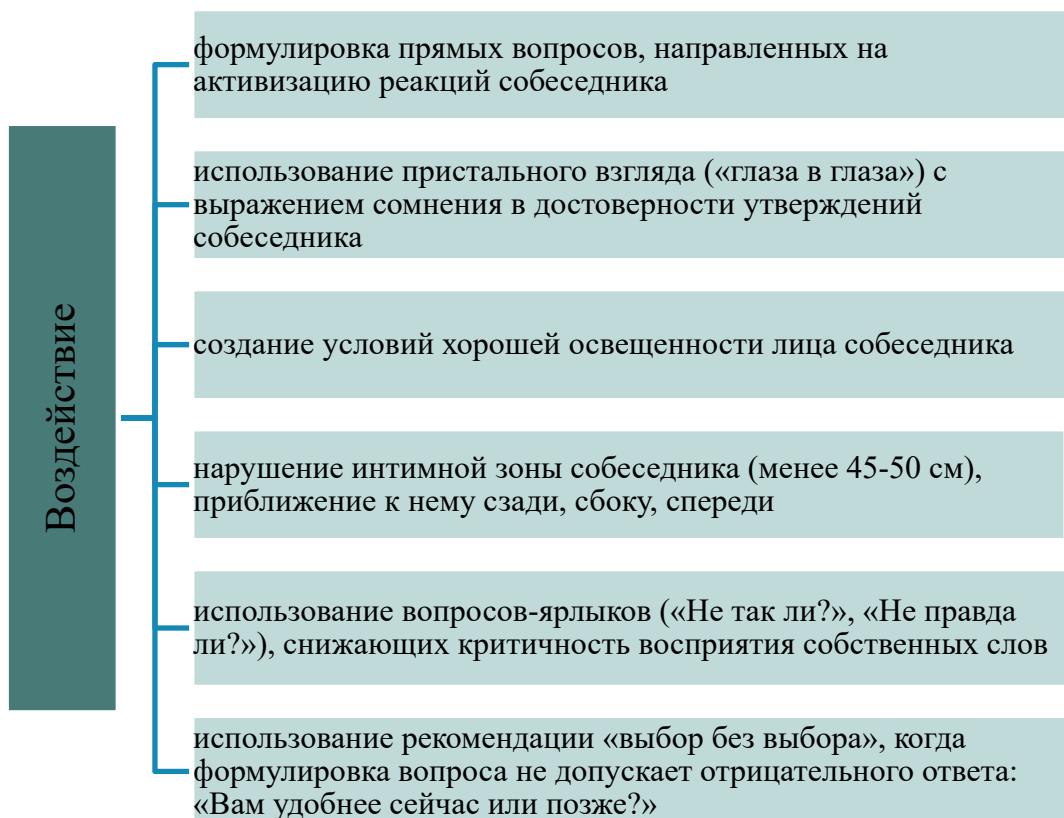 Воздействие
формулировка прямых вопросов, направленных на
активизацию реакций собеседника
использование пристального взгляда («глаза в глаза») с
выражением сомнения в достоверности утверждений
собеседника
создание условий хорошей освещенности лица собеседника
нарушение интимной зоны собеседника (менее 45-50 см),
приближение к нему сзади, сбоку, спереди
использование вопросов-ярлыков («Не так ли?», «Не правда
ли?»), снижающих критичность восприятия собственных слов
использование рекомендации «выбор без выбора», когда
формулировка вопроса не допускает отрицательного ответа:
«Вам удобнее сейчас или позже?»